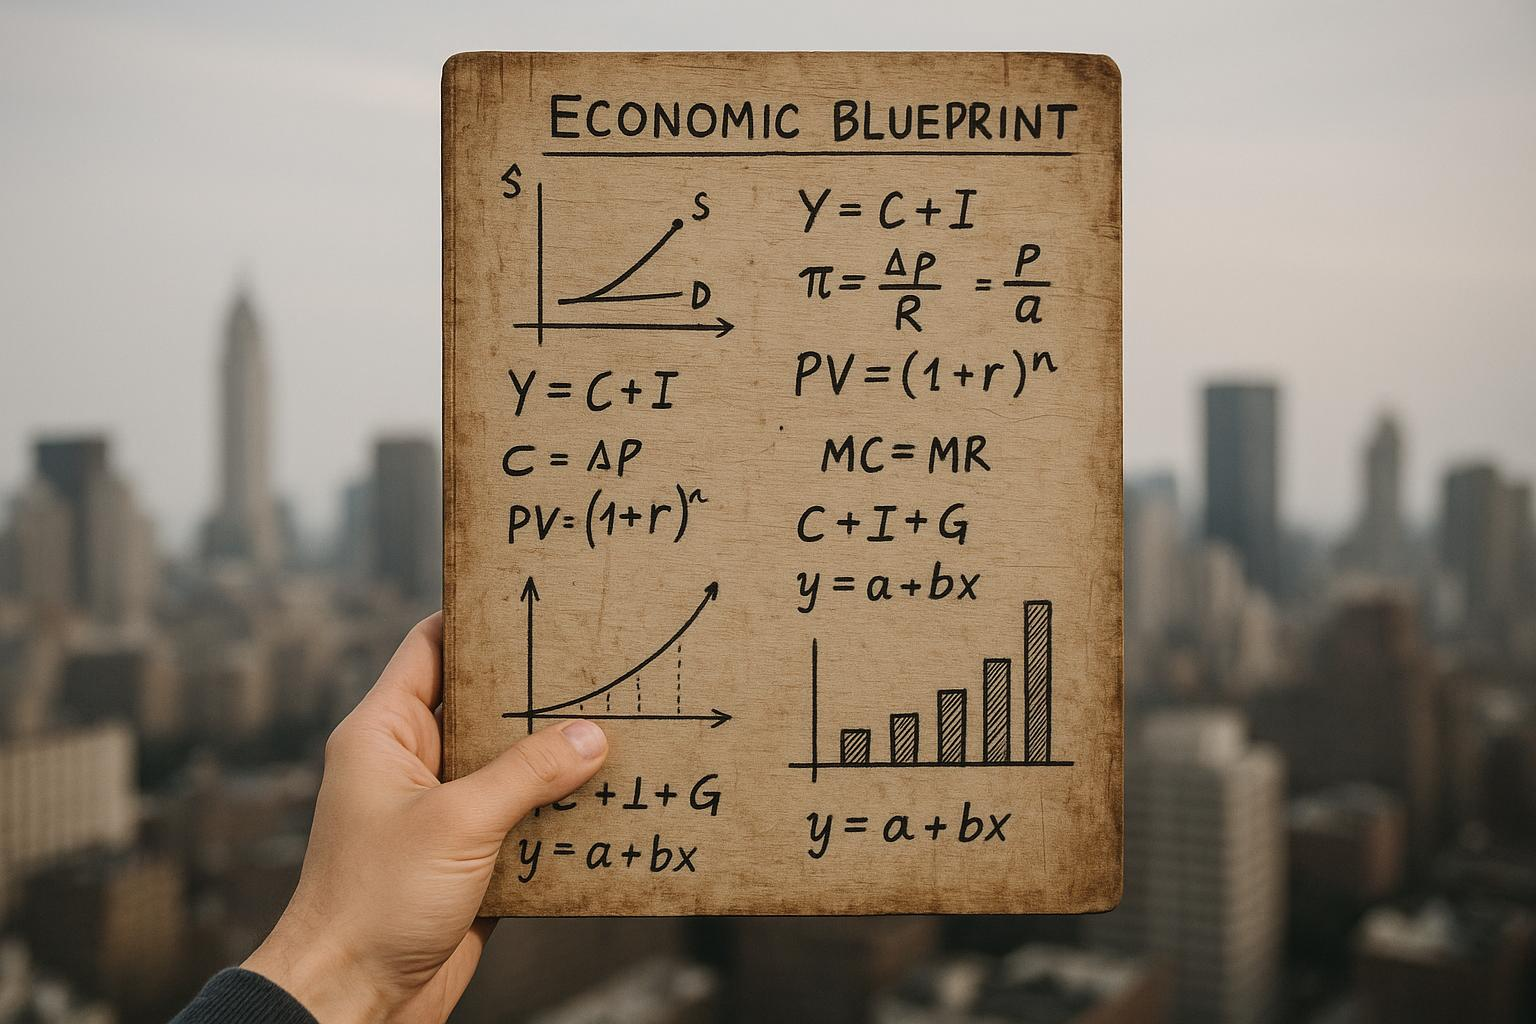 ECONOMIC BLUEPRINT
S
S
D
Y = C + I
C = ΔP
PV = (1+r)ⁿ
+ I + G
y = a + bx
Y = C + I
π = ΔP/R = P/a
PV = (1+r)ⁿ
MC = MR
C + I + G
y = a + bx
y = a + bx